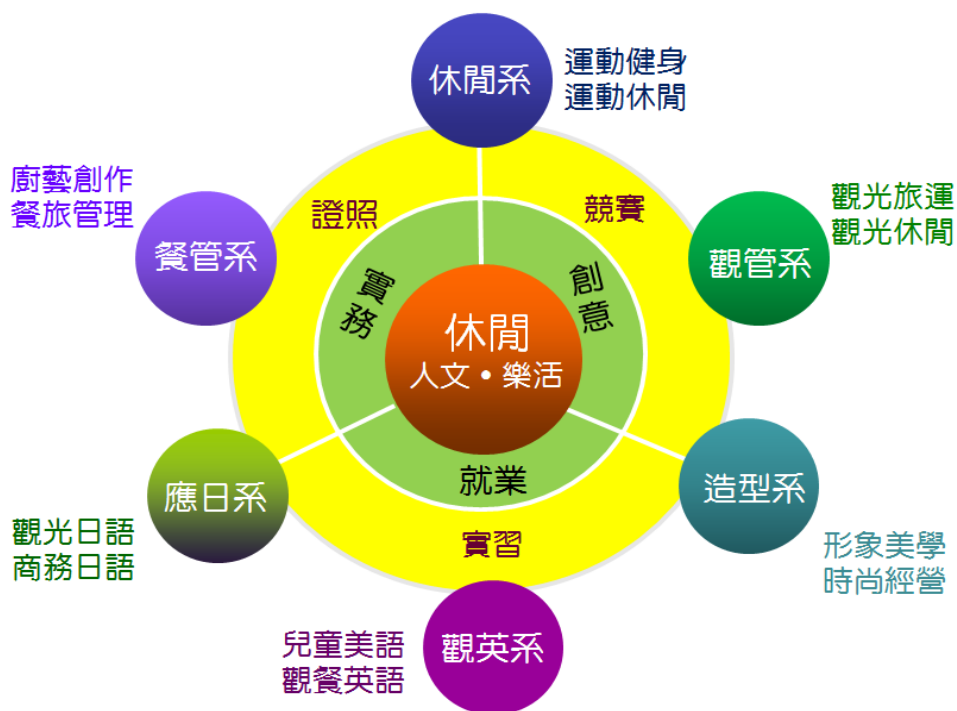 休閒系
運動健身
運動休閒
廚藝創作
餐旅管理
餐管系
證照
競賽
觀光旅運
觀光休閒
觀管系
實務
創意
休閒
人文•樂活
就業
實習
應日系
觀光日語
商務日語
造型系
形象美學
時尚經營
兒童美語
觀餐英語
觀英系